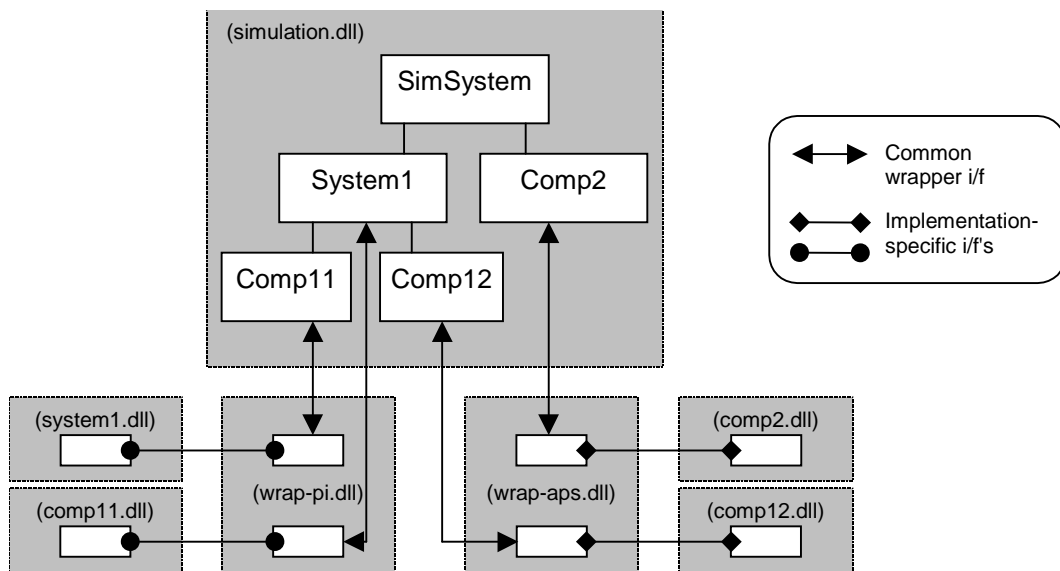 (simulation.dll)
SimSystem
System1
Comp2
Comp11
Comp12
Common
wrapper i/f
Implementation-
specific i/f's
(system1.dll)
(comp11.dll)
(wrap-pi.dll)
(wrap-aps.dll)
(comp2.dll)
(comp12.dll)